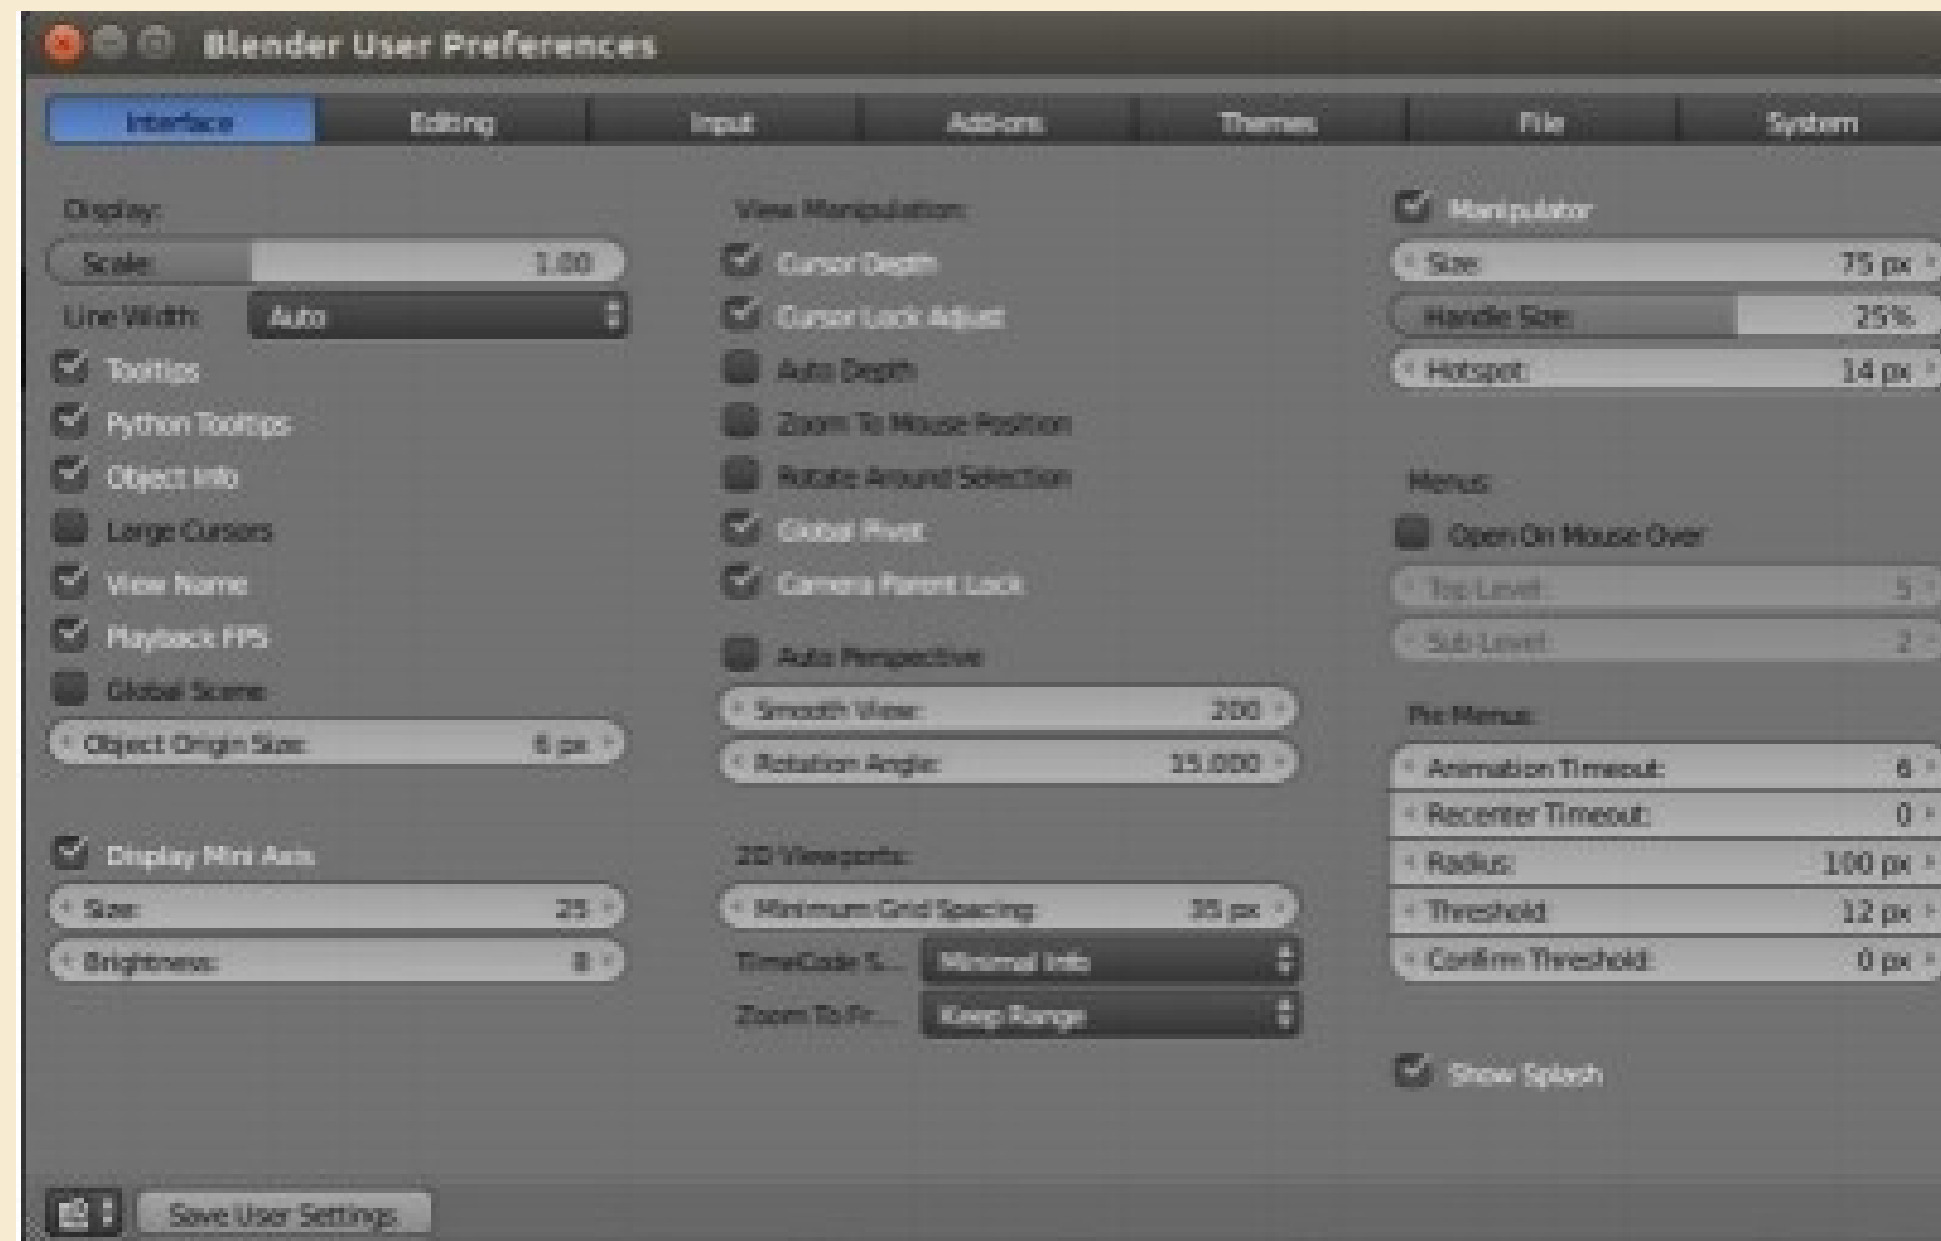 Blender User Preferences
Interface
Editing
Input
Add-ons
Themes
File
System
Display:
Scale: 1.00
Line Width: Auto
Tooltips
Python Tooltips
Object Info
Large Cursors
View Name
Playback FPS
Global Scene
Object Origin Size: 6 px
Display Mini Axis
Size: 25
Brightness: 8
View Manipulation:
Cursor Depth
Cursor Lock Adjust
Auto Depth
Zoom To Mouse Position
Rotate Around Selection
Global Pivot
Camera Parent Lock
Auto Perspective
Smooth View: 200
Rotation Angle: 15.000
2D Viewports:
Minimum Grid Spacing: 35 px
TimeCode S... Minimal Info
Zoom To Fr... Keep Range
Manipulator
Size: 75 px
Handle Size: 25%
Hotspot: 14 px
Menus:
Open On Mouse Over
Top Level: 5
Sub Level: 2
Pie Menus:
Animation Timeout: 6
Recenter Timeout: 0
Radius: 100 px
Threshold: 12 px
Confirm Threshold: 0 px
Show Splash
Save User Settings